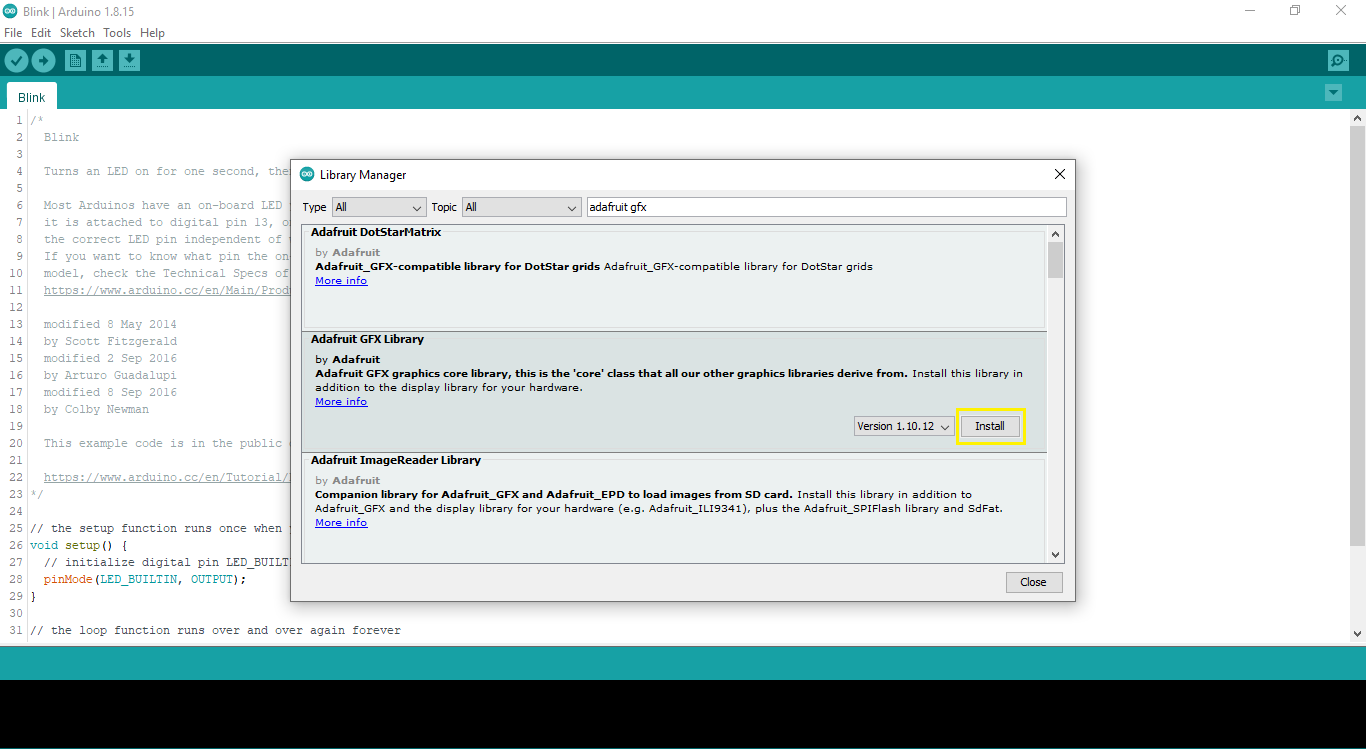 Blink | Arduino 1.8.15
File Edit Sketch Tools Help
Blink
1 /*
2 Blink
3
4 Turns an LED on for one second, the
5
6 Most Arduinos have an on-board LED
7 it is attached to digital pin 13, o
8 the correct LED pin independent of
9 If you want to know what pin the on
10 model, check the Technical Specs of
11 https://www.arduino.cc/en/Main/Prod
12
13 modified 8 May 2014
14 by Scott Fitzgerald
15 modified 2 Sep 2016
16 by Arturo Guadalupi
17 modified 8 Sep 2016
18 by Colby Newman
19
20 This example code is in the public
21
22 https://www.arduino.cc/en/Tutorial/
23 */
24
25 // the setup function runs once when
26 void setup() {
27 // initialize digital pin LED_BUILT
28 pinMode(LED_BUILTIN, OUTPUT);
29 }
30
31 // the loop function runs over and over again forever
Library Manager
Type All Topic All adafruit gfx
Adafruit DotStarMatrix
by Adafruit
Adafruit_GFX-compatible library for DotStar grids Adafruit_GFX-compatible library for DotStar grids
More info
Adafruit GFX Library
by Adafruit
Adafruit GFX graphics core library, this is the 'core' class that all our other graphics libraries derive from. Install this library in
addition to the display library for your hardware.
More info
Version 1.10.12 Install
Adafruit ImageReader Library
by Adafruit
Companion library for Adafruit_GFX and Adafruit_EPD to load images from SD card. Install this library in addition to
Adafruit_GFX and the display library for your hardware (e.g. Adafruit_ILI9341), plus the Adafruit_SPIFlash library and SdFat.
More info
Close